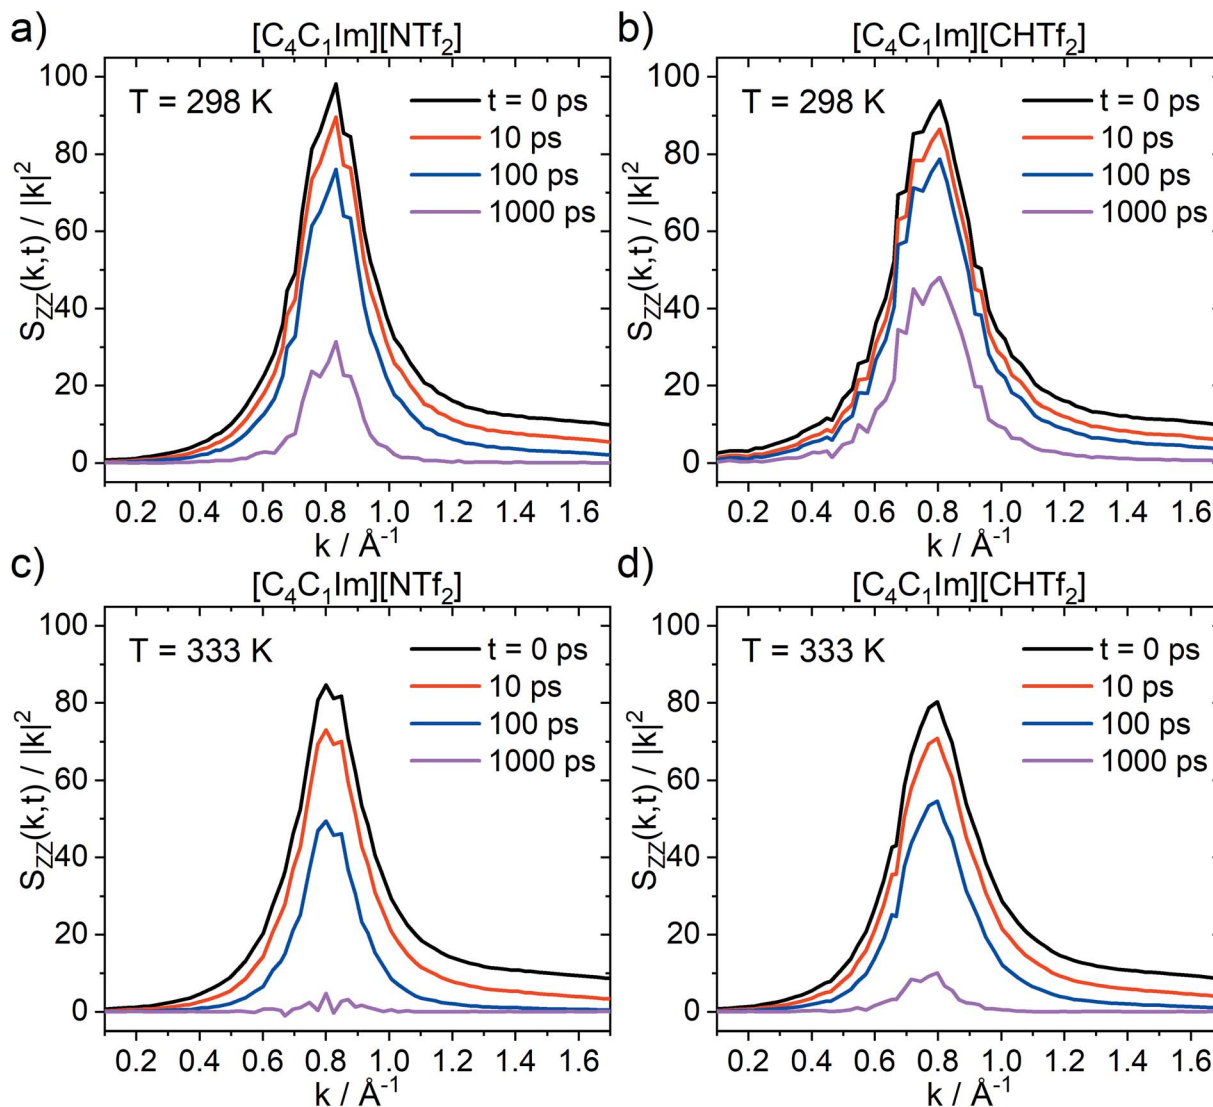 a)
[C₄C₁Im][NTf₂]
T = 298 K
t = 0 ps
10 ps
100 ps
1000 ps
S_ZZ(k,t) / |k|²
100
80
60
40
20
0
0.2 0.4 0.6 0.8 1.0 1.2 1.4 1.6
k / Å⁻¹
b)
[C₄C₁Im][CHTf₂]
T = 298 K
t = 0 ps
10 ps
100 ps
1000 ps
S_ZZ(k,t) / |k|²
100
80
60
40
20
0
0.2 0.4 0.6 0.8 1.0 1.2 1.4 1.6
k / Å⁻¹
c)
[C₄C₁Im][NTf₂]
T = 333 K
t = 0 ps
10 ps
100 ps
1000 ps
S_ZZ(k,t) / |k|²
100
80
60
40
20
0
0.2 0.4 0.6 0.8 1.0 1.2 1.4 1.6
k / Å⁻¹
d)
[C₄C₁Im][CHTf₂]
T = 333 K
t = 0 ps
10 ps
100 ps
1000 ps
S_ZZ(k,t) / |k|²
100
80
60
40
20
0
0.2 0.4 0.6 0.8 1.0 1.2 1.4 1.6
k / Å⁻¹